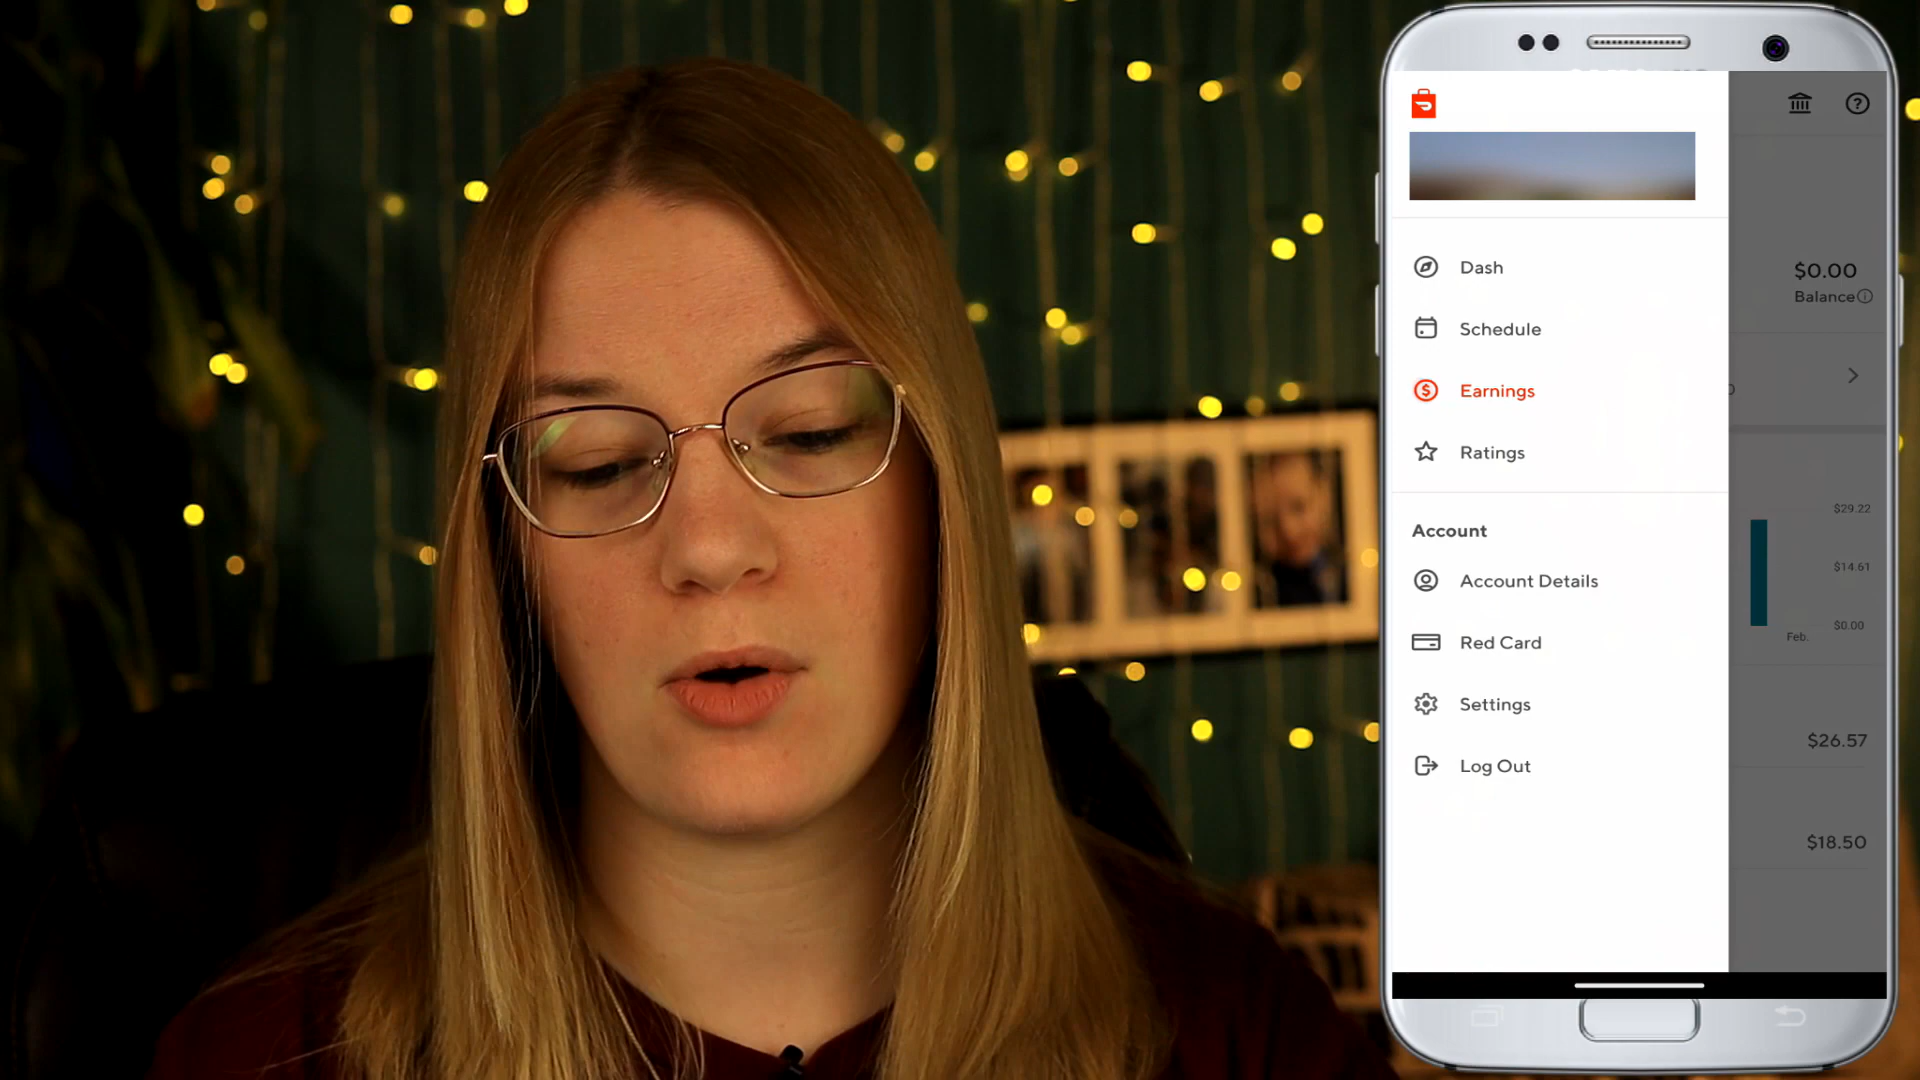 Dash
Schedule
Earnings
Ratings
Account
Account Details
Red Card
Settings
Log Out
$0.00
Balance
$29.22
$14.61
$0.00
Feb.
$26.57
$18.50